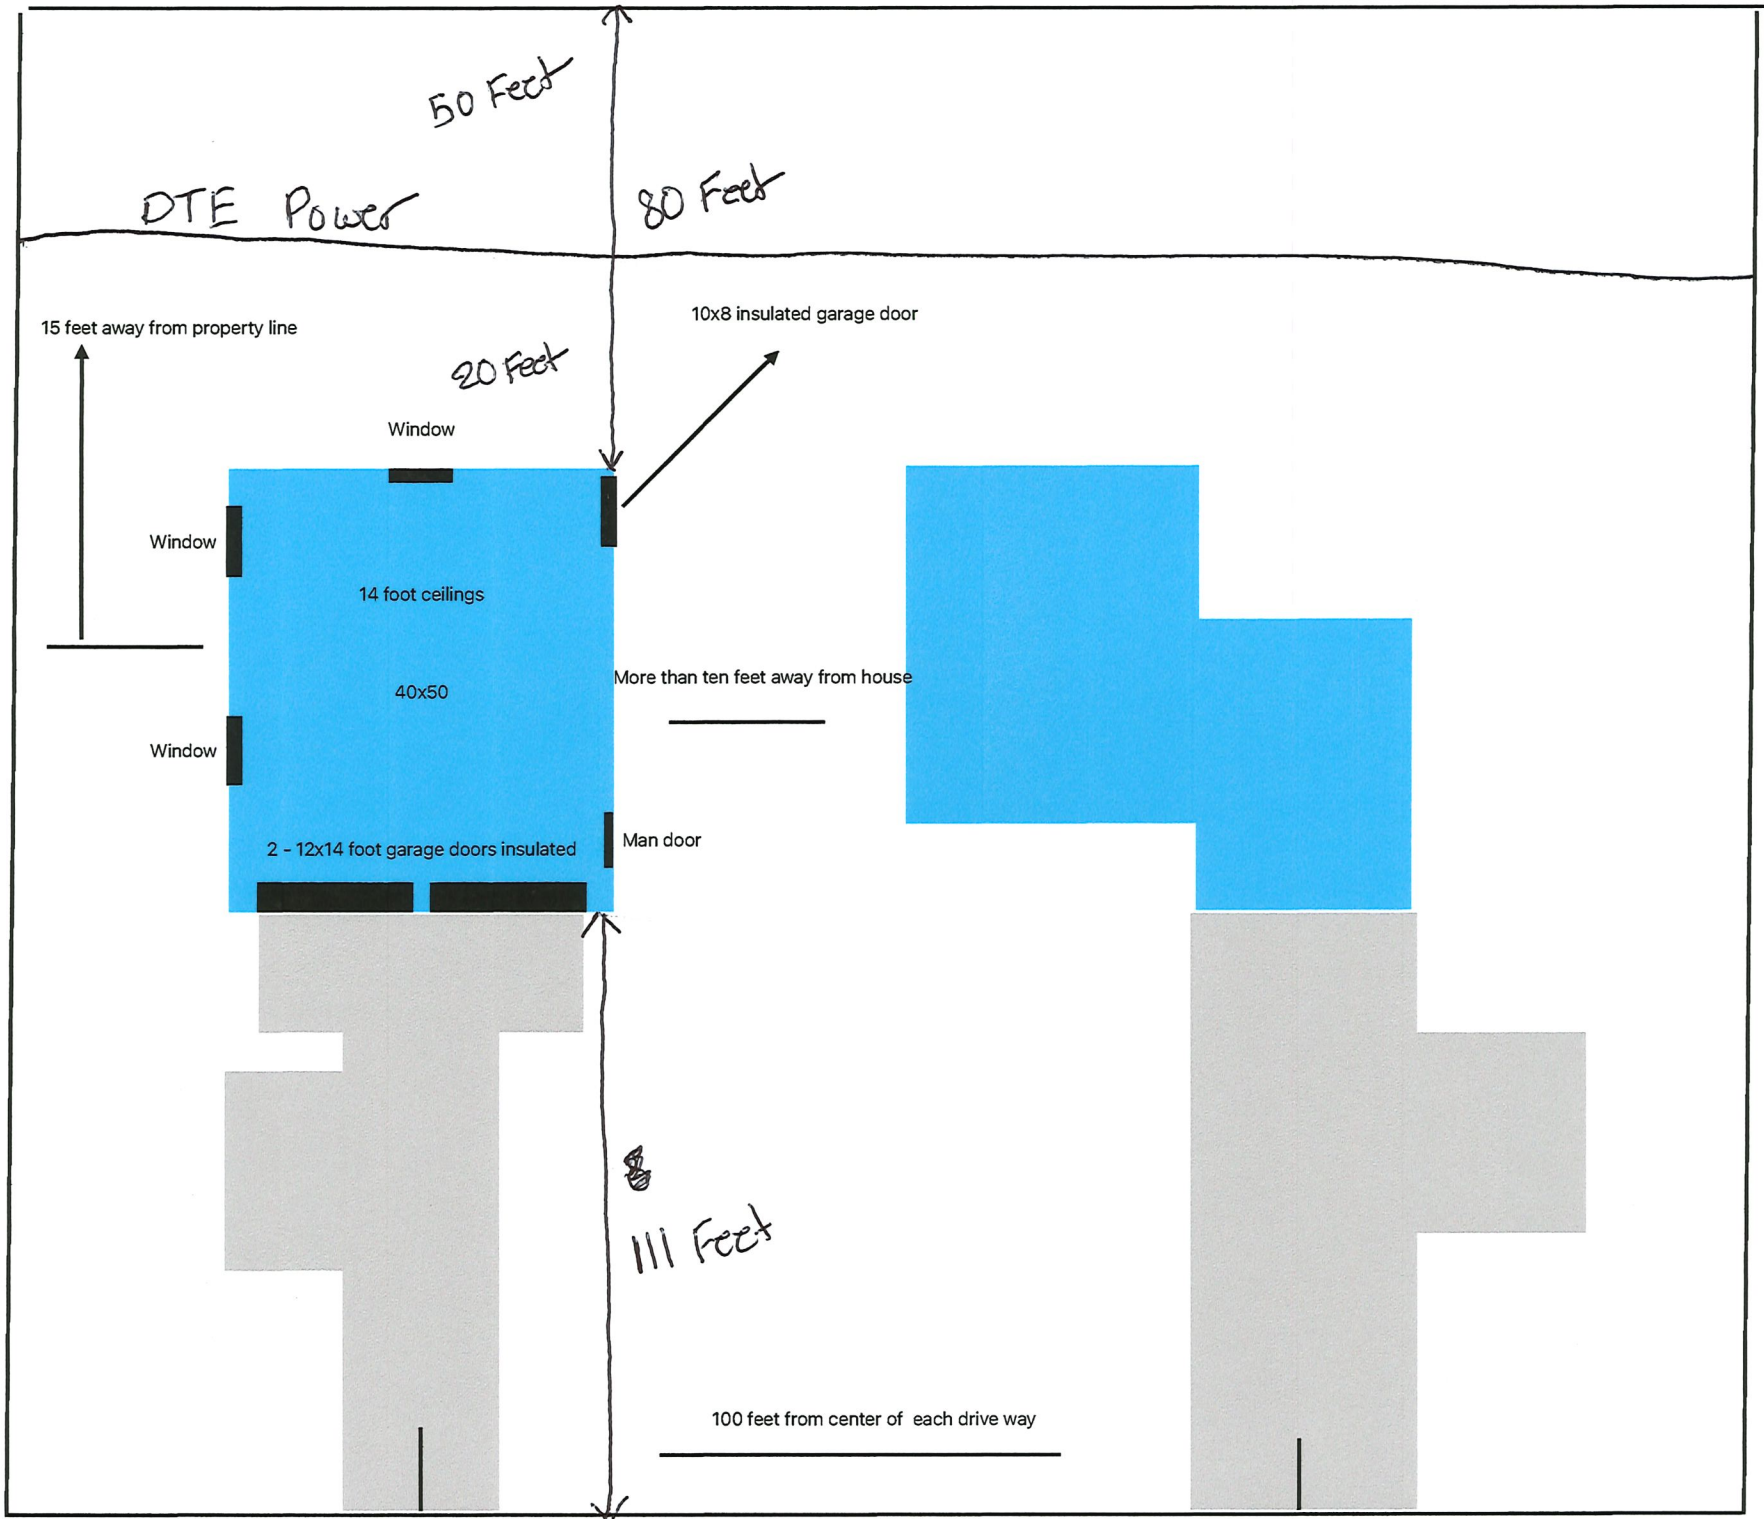 50 Feet
DTE Power
80 Feet
15 feet away from property line
10x8 insulated garage door
20 Feet
Window
Window
14 foot ceilings
More than ten feet away from house
40x50
Window
2 - 12x14 foot garage doors insulated
Man door
111 Feet
100 feet from center of each drive way